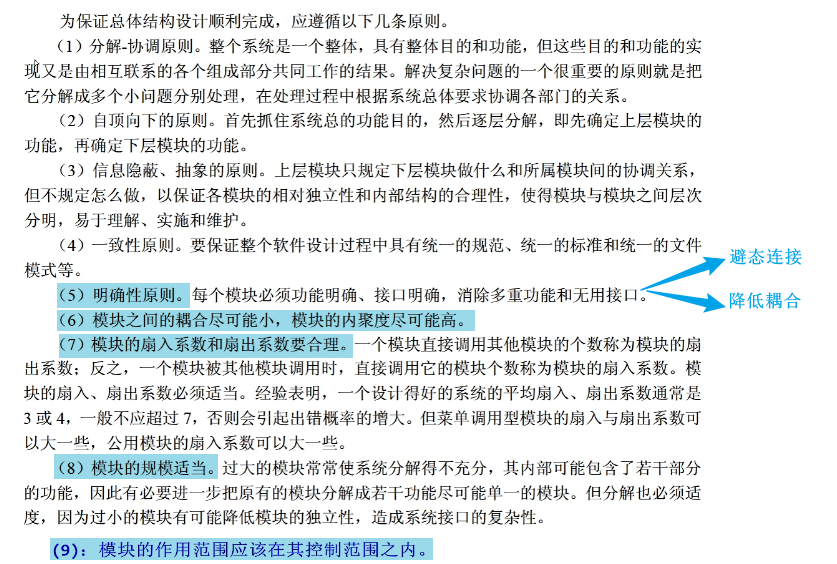 为保证总体结构设计顺利完成，应遵循以下几条原则。
（1）分解-协调原则。整个系统是一个整体，具有整体目的和功能，但这些目的和功能的实
现又是由相互联系的各个组成部分共同工作的结果。解决复杂问题的一个很重要的原则就是把
它分解成多个小问题分别处理，在处理过程中根据系统总体要求协调各部门的关系。
（2）自顶向下的原则。首先抓住系统总的功能目的，然后逐层分解，即先确定上层模块的
功能，再确定下层模块的功能。
（3）信息隐蔽、抽象的原则。上层模块只规定下层模块做什么和所属模块间的协调关系，
但不规定怎么做，以保证各模块的相对独立性和内部结构的合理性，使得模块与模块之间层次
分明，易于理解、实施和维护。
（4）一致性原则。要保证整个软件设计过程中具有统一的规范、统一的标准和统一的文件
模式等。
（5）明确性原则。每个模块必须功能明确、接口明确，消除多重功能和无用接口。
避态连接
降低耦合
（6）模块之间的耦合尽可能小，模块的内聚度尽可能高。
（7）模块的扇入系数和扇出系数要合理。一个模块直接调用其他模块的个数称为模块的扇
出系数；反之，一个模块被其他模块调用时，直接调用它的模块个数称为模块的扇入系数。模
块的扇入、扇出系数必须适当。经验表明，一个设计得好的系统的平均扇入、扇出系数通常是
3 或 4，一般不应超过 7，否则会引起出错概率的增大。但菜单调用型模块的扇入与扇出系数可
以大一些，公用模块的扇入系数可以大一些。
（8）模块的规模适当。过大的模块常常使系统分解得不充分，其内部可能包含了若干部分
的功能，因此有必要进一步把原有的模块分解成若干功能尽可能单一的模块。但分解也必须适
度，因为过小的模块有可能降低模块的独立性，造成系统接口的复杂性。
(9)：模块的作用范围应该在其控制范围之内。